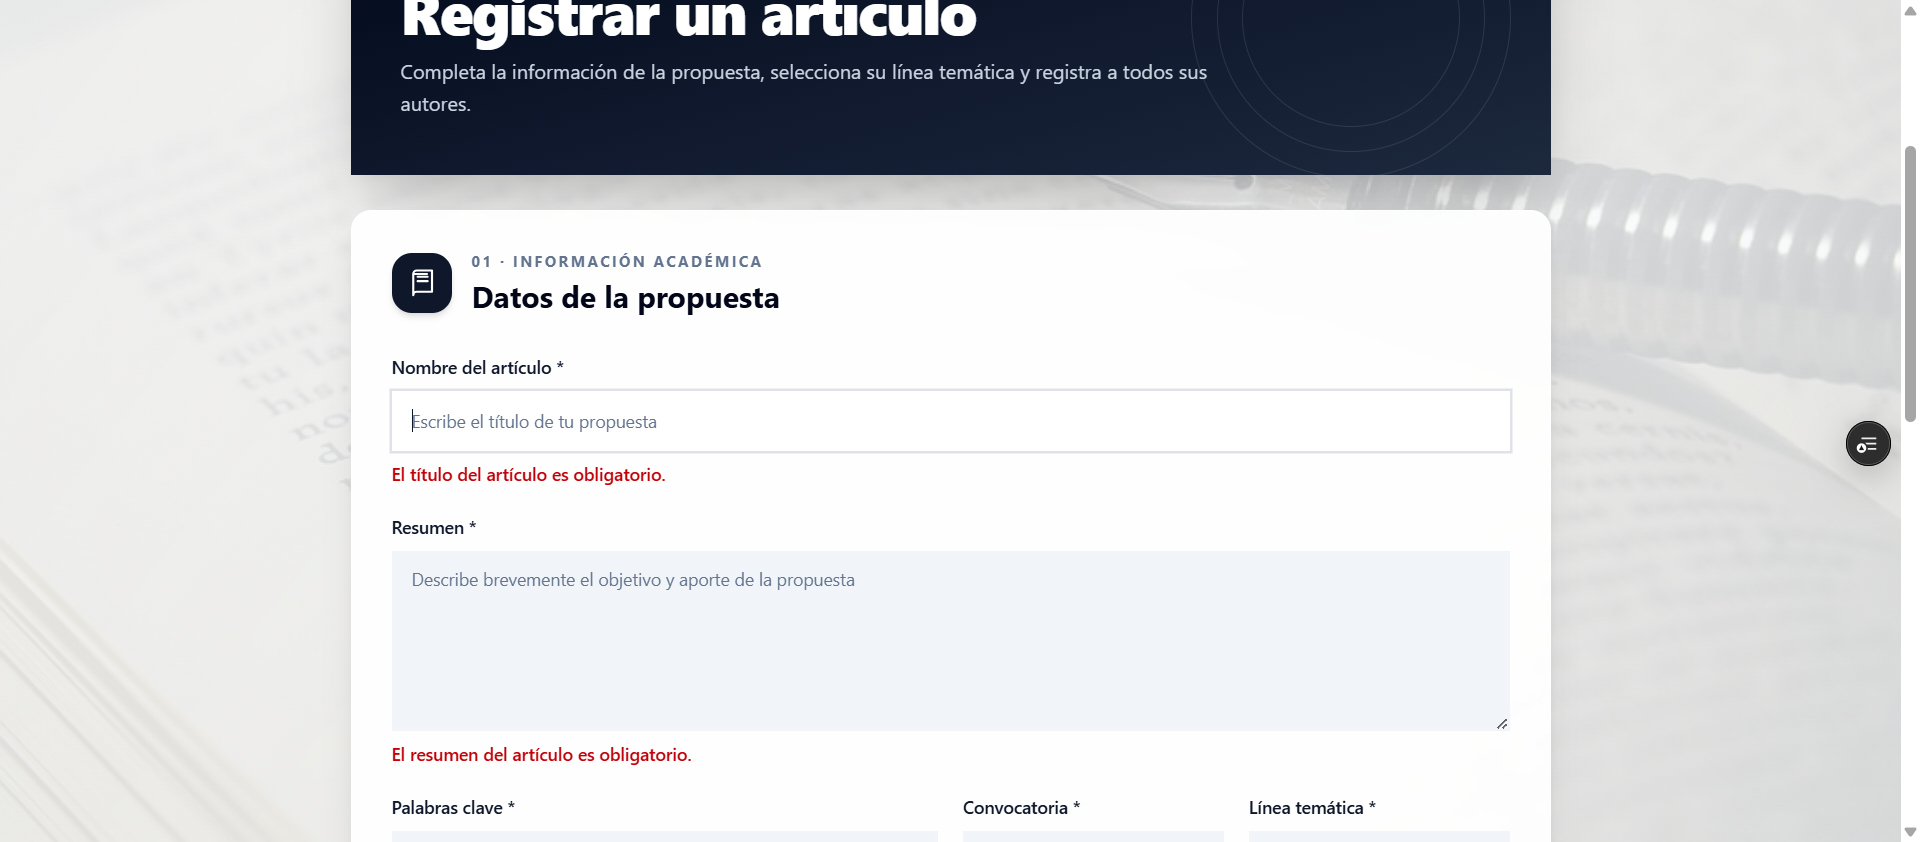 Registrar un artículo
Completa la información de la propuesta, selecciona su línea temática y registra a todos sus
autores.
01 · INFORMACIÓN ACADÉMICA
Datos de la propuesta
Nombre del artículo *
Escribe el título de tu propuesta
El título del artículo es obligatorio.
Resumen *
Describe brevemente el objetivo y aporte de la propuesta
El resumen del artículo es obligatorio.
Palabras clave *
Convocatoria *
Línea temática *